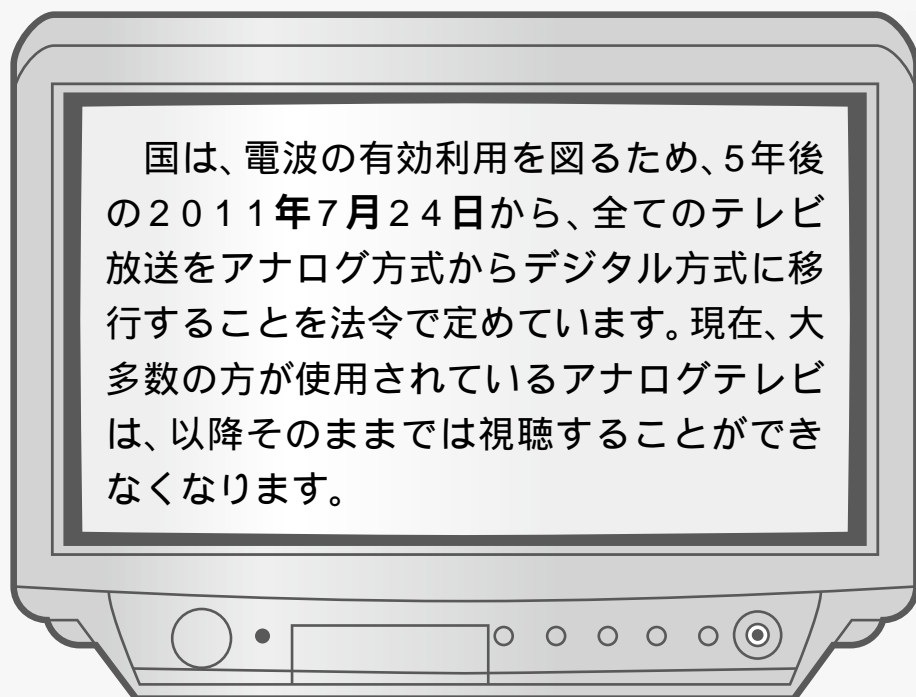 国は、電波の有効利用を図るため、5年後
の2011年7月24日から、全てのテレビ
放送をアナログ方式からデジタル方式に移
行することを法令で定めています。現在、大
多数の方が使用されているアナログテレビ
は、以降そのままでは視聴することができ
なくなります。